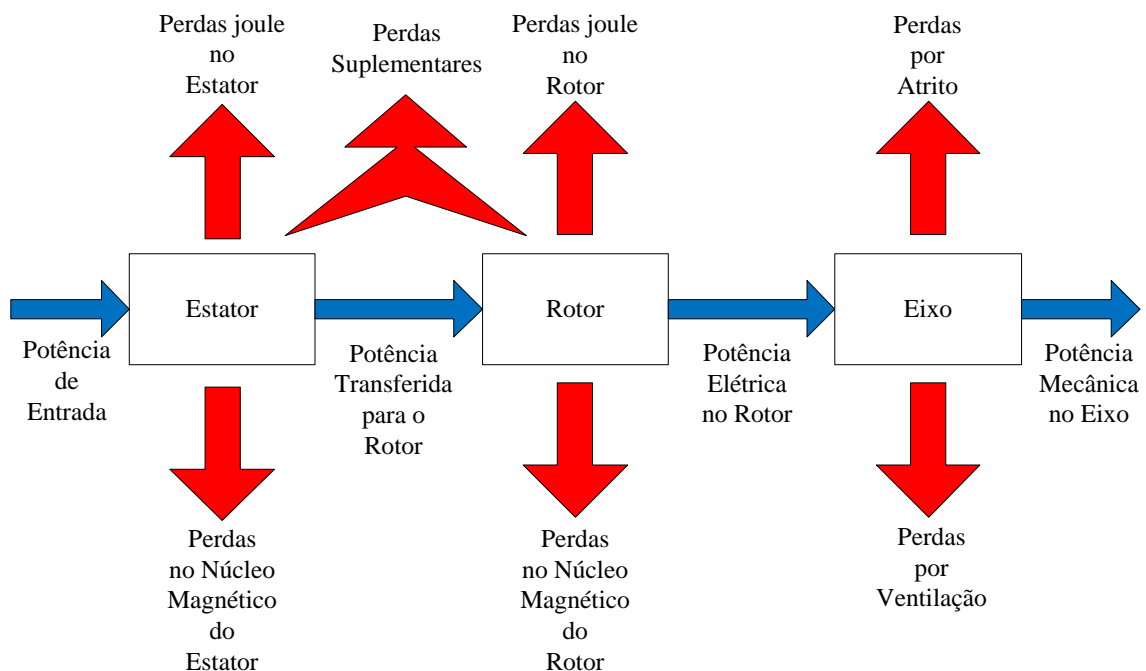 Perdas joule
no
Estator
Perdas
Suplementares
Perdas joule
no
Rotor
Perdas
por
Atrito
Estator
Rotor
Eixo
Potência
de
Entrada
Potência
Transferida
para o
Rotor
Potência
Elétrica
no Rotor
Potência
Mecânica
no Eixo
Perdas
no Núcleo
Magnético
do
Estator
Perdas
no Núcleo
Magnético
do
Rotor
Perdas
por
Ventilação